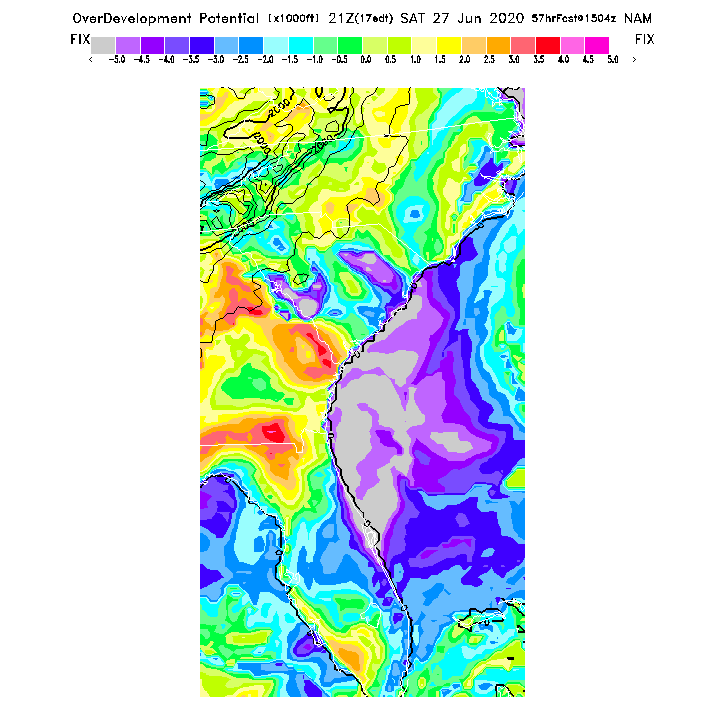 OverDevelopment Potential [x1000ft] 21Z(17edt) SAT 27 Jun 2020 57hrFcst@1504z NAM
FIX FIX
< -5.0 -4.5 -4.0 -3.5 -3.0 -2.5 -2.0 -1.5 -1.0 -0.5 0.0 0.5 1.0 1.5 2.0 2.5 3.0 3.5 4.0 4.5 5.0 >
2000
2000